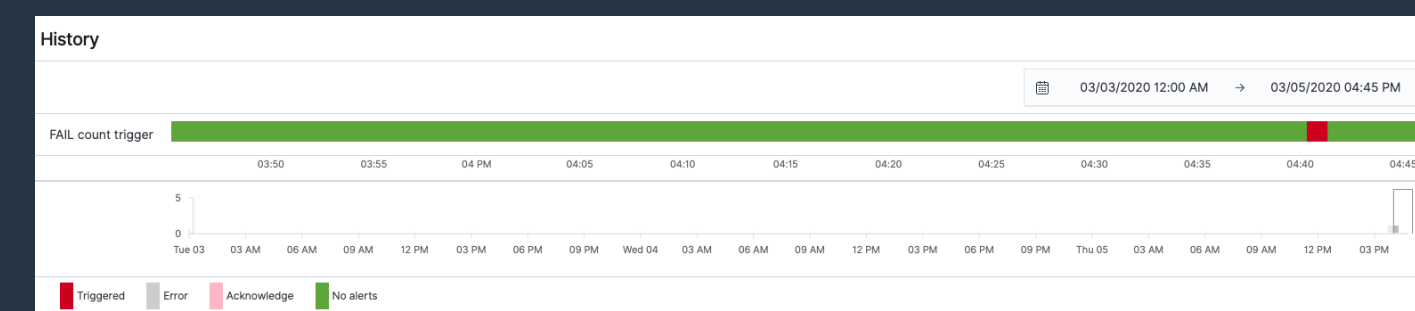 History
03/03/2020 12:00 AM → 03/05/2020 04:45 PM
FAIL count trigger
03:50 03:55 04 PM 04:05 04:10 04:15 04:20 04:25 04:30 04:35 04:40 04:45
5
0
Tue 03 03 AM 06 AM 09 AM 12 PM 03 PM 06 PM 09 PM Wed 04 03 AM 06 AM 09 AM 12 PM 03 PM 06 PM 09 PM Thu 05 03 AM 06 AM 09 AM 12 PM 03 PM
Triggered Error Acknowledge No alerts